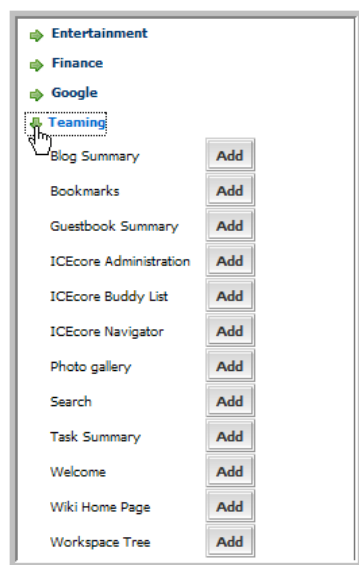 Entertainment
Finance
Google
Teaming
Blog Summary Add
Bookmarks Add
Guestbook Summary Add
ICEcore Administration Add
ICEcore Buddy List Add
ICEcore Navigator Add
Photo gallery Add
Search Add
Task Summary Add
Welcome Add
Wiki Home Page Add
Workspace Tree Add